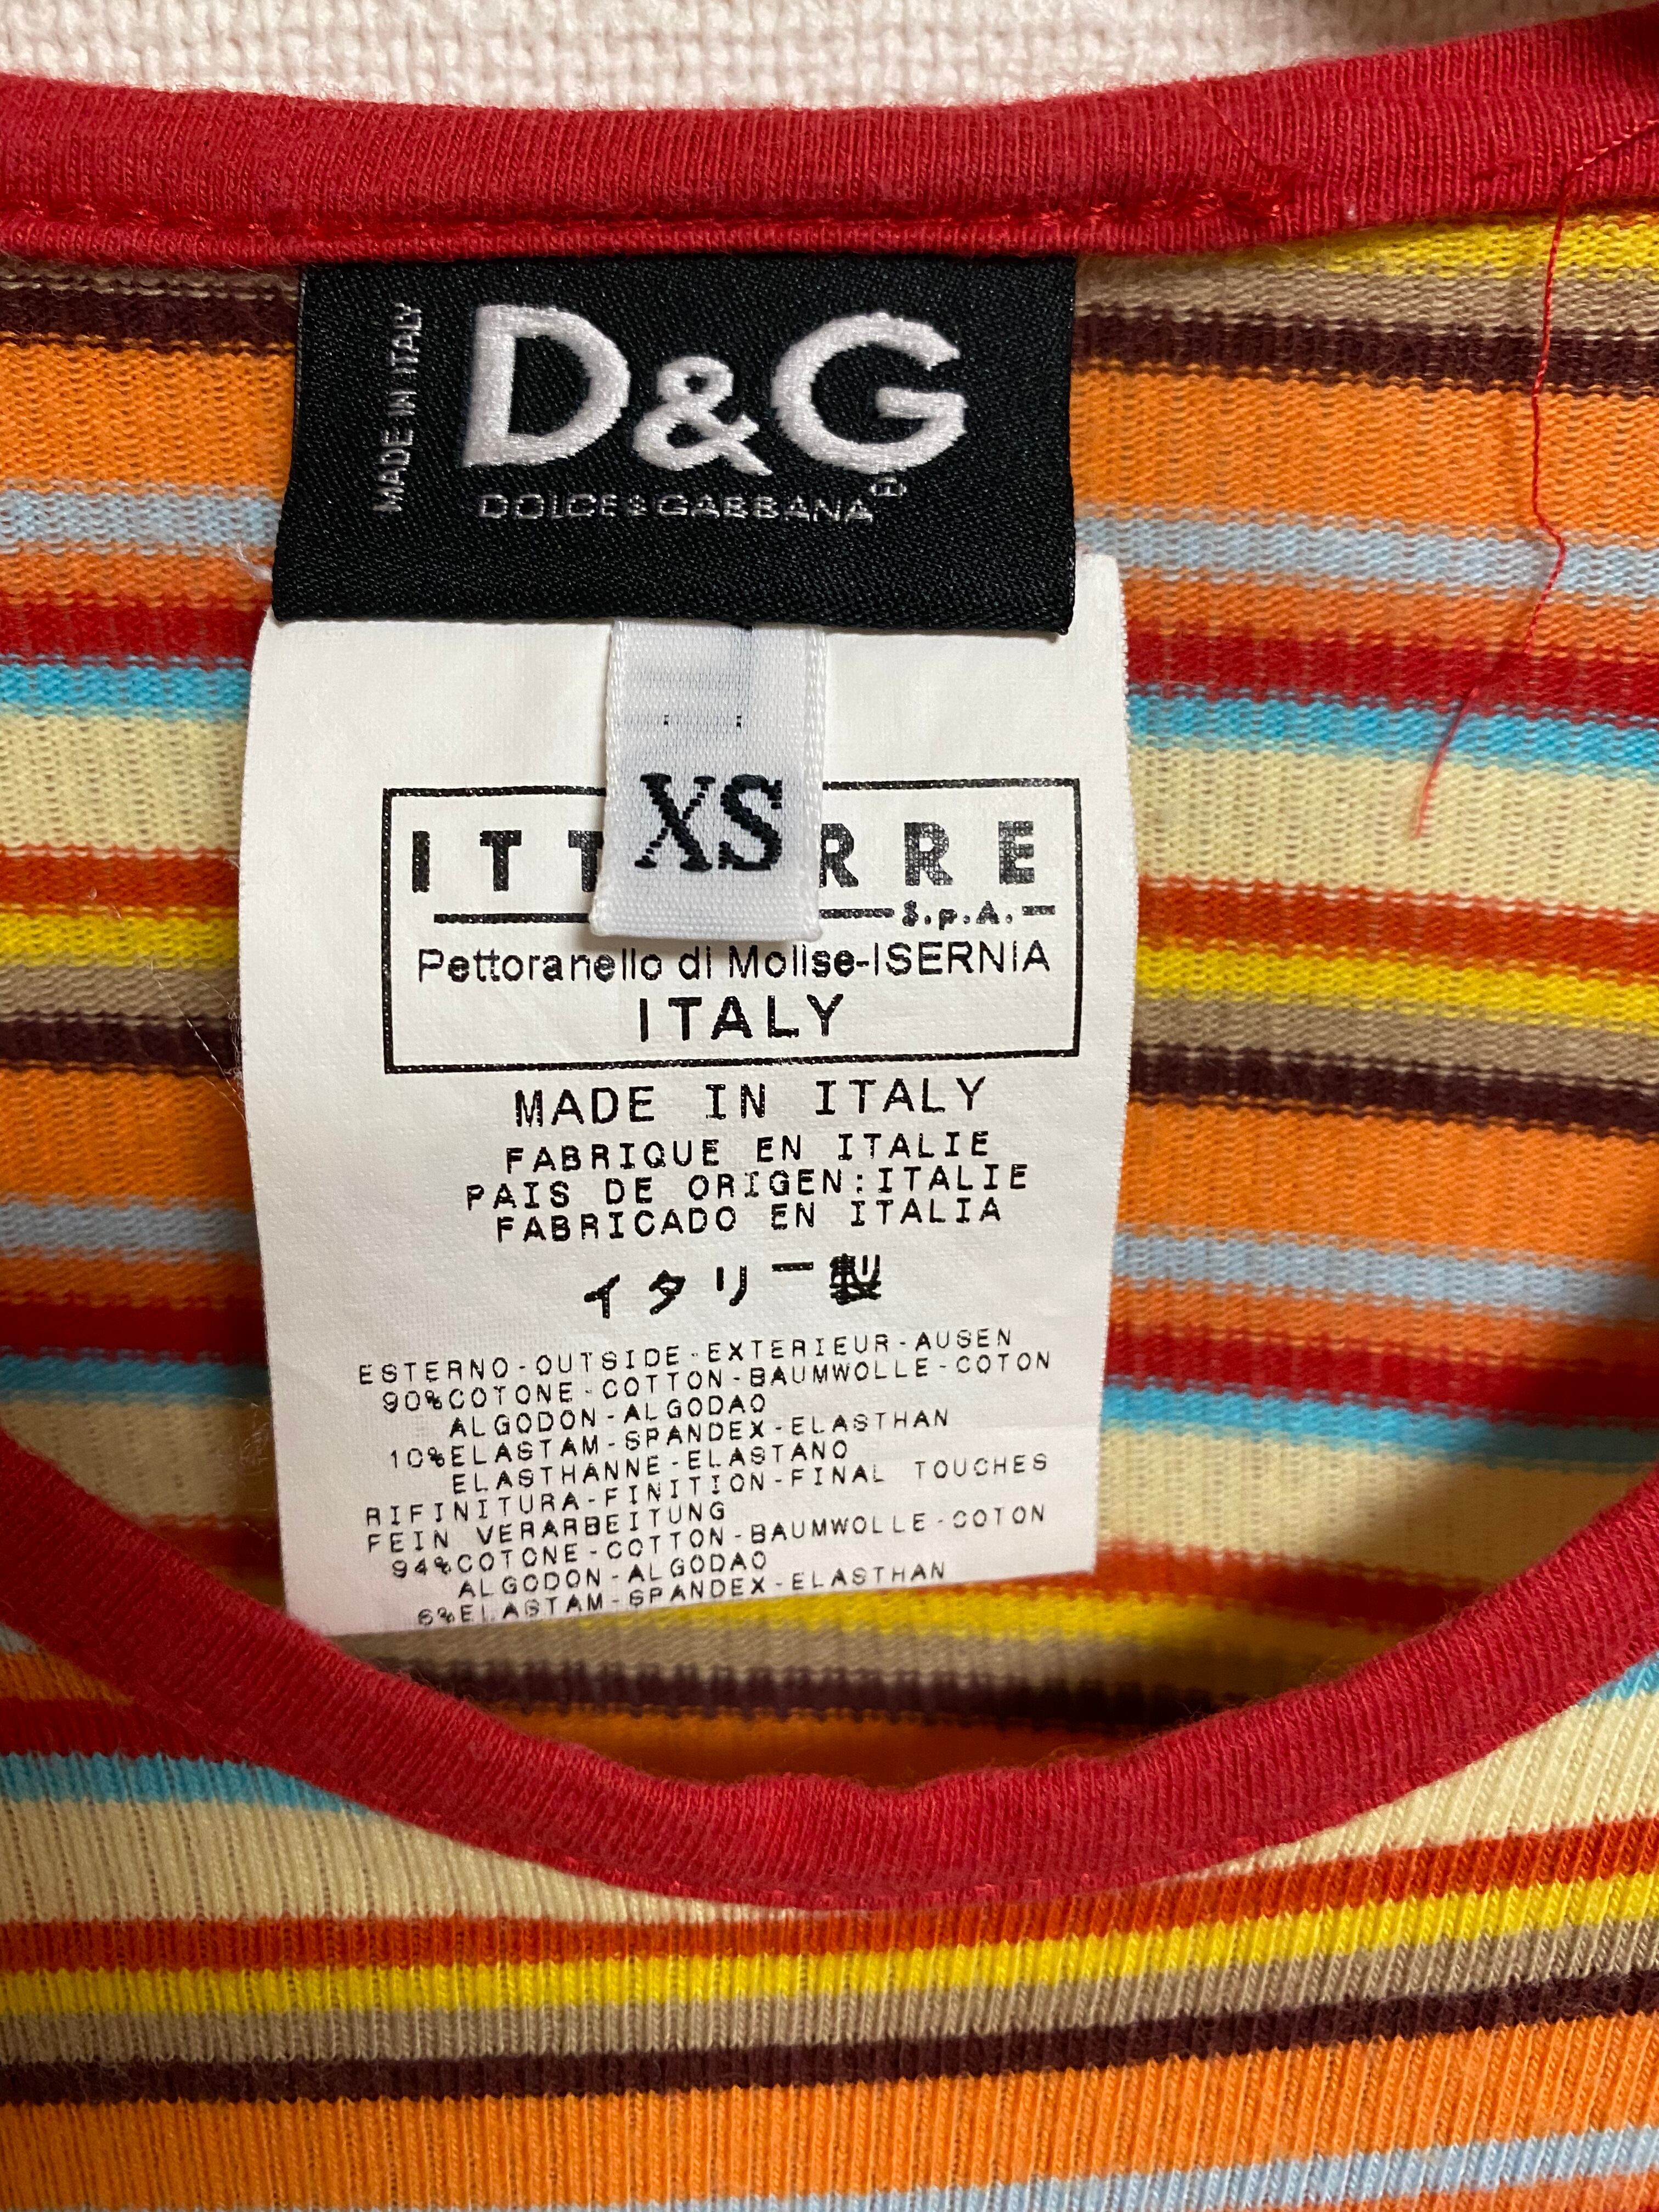 MADE IN ITALY
D&G
DOLCE&GABBANA®
XS
ITT RRE
S.p.A.
Pettoranello di Molise-ISERNIA
ITALY
MADE IN ITALY
FABRIQUE EN ITALIE
PAIS DE ORIGEN:ITALIE
FABRICADO EN ITALIA
イタリー製
ESTERNO-OUTSIDE-EXTERIEUR-AUSEN
90%COTONE-COTTON-BAUMWOLLE-COTON
ALGODON-ALGODAO
10%ELASTAM-SPANDEX-ELASTHAN
ELASTHANNE-ELASTANO
RIFINITURA-FINITION-FINAL TOUCHES
FEIN VERARBEITUNG
94%COTONE-COTTON-BAUMWOLLE-COTON
ALGODON-ALGODAO
6%ELASTAM-SPANDEX-ELASTHAN